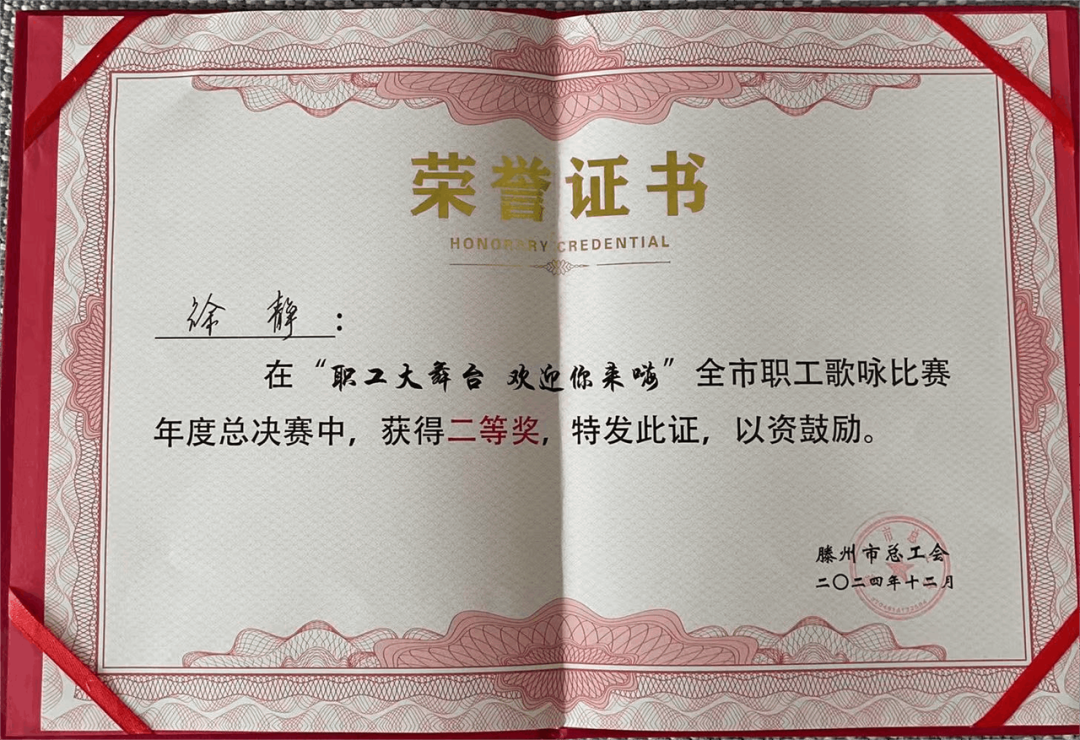 荣誉证书
HONORARY CREDENTIAL
徐 静：
在“职工大舞台 欢迎你来嗨”全市职工歌咏比赛
年度总决赛中，获得二等奖，特发此证，以资鼓励。
滕州市总工会
二〇二四年十二月